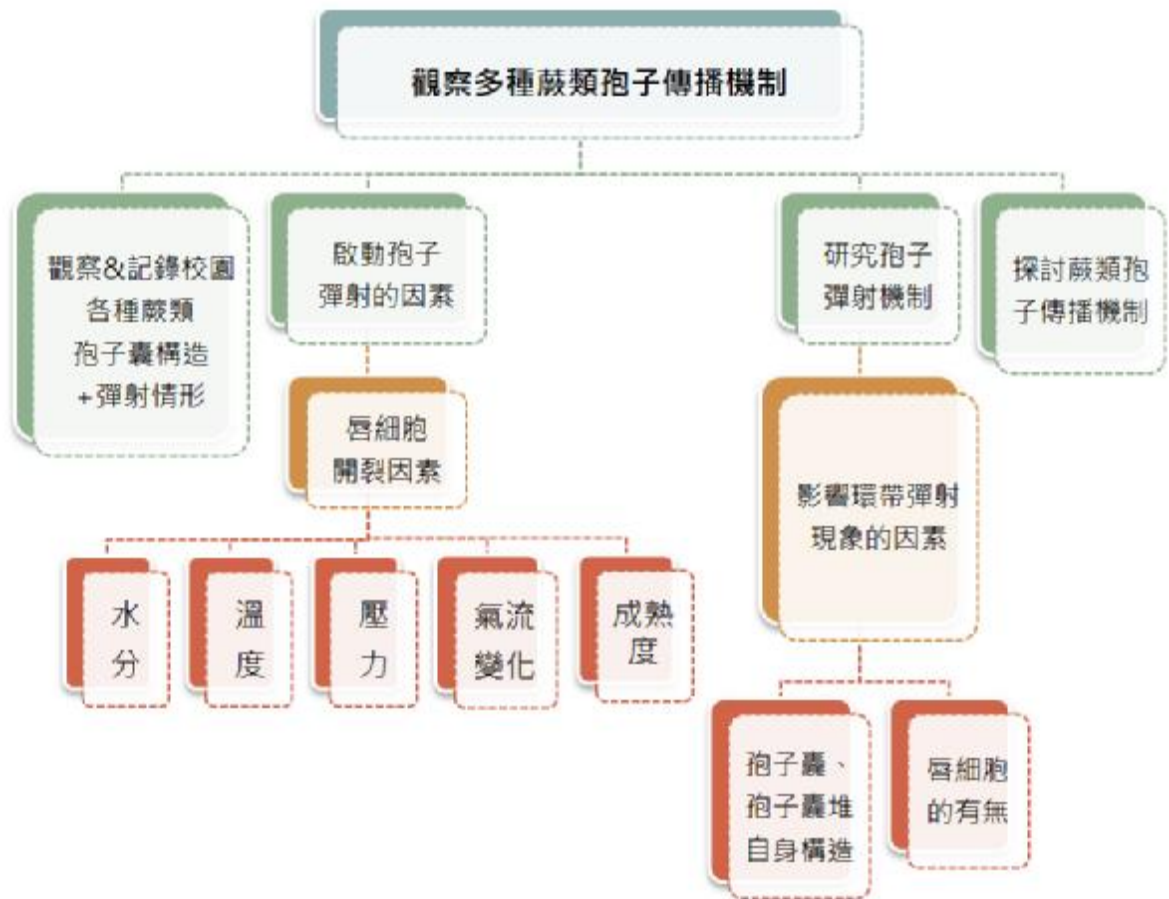 觀察多種蕨類孢子傳播機制
觀察&記錄校園
各種蕨類
孢子囊構造
+彈射情形
啟動孢子
彈射的因素
研究孢子
彈射機制
探討蕨類孢
子傳播機制
唇細胞
開裂因素
影響環帶彈射
現象的因素
水
分
溫
度
壓
力
氣流
變化
成熟
度
孢子囊、
孢子囊堆
自身構造
唇細胞
的有無